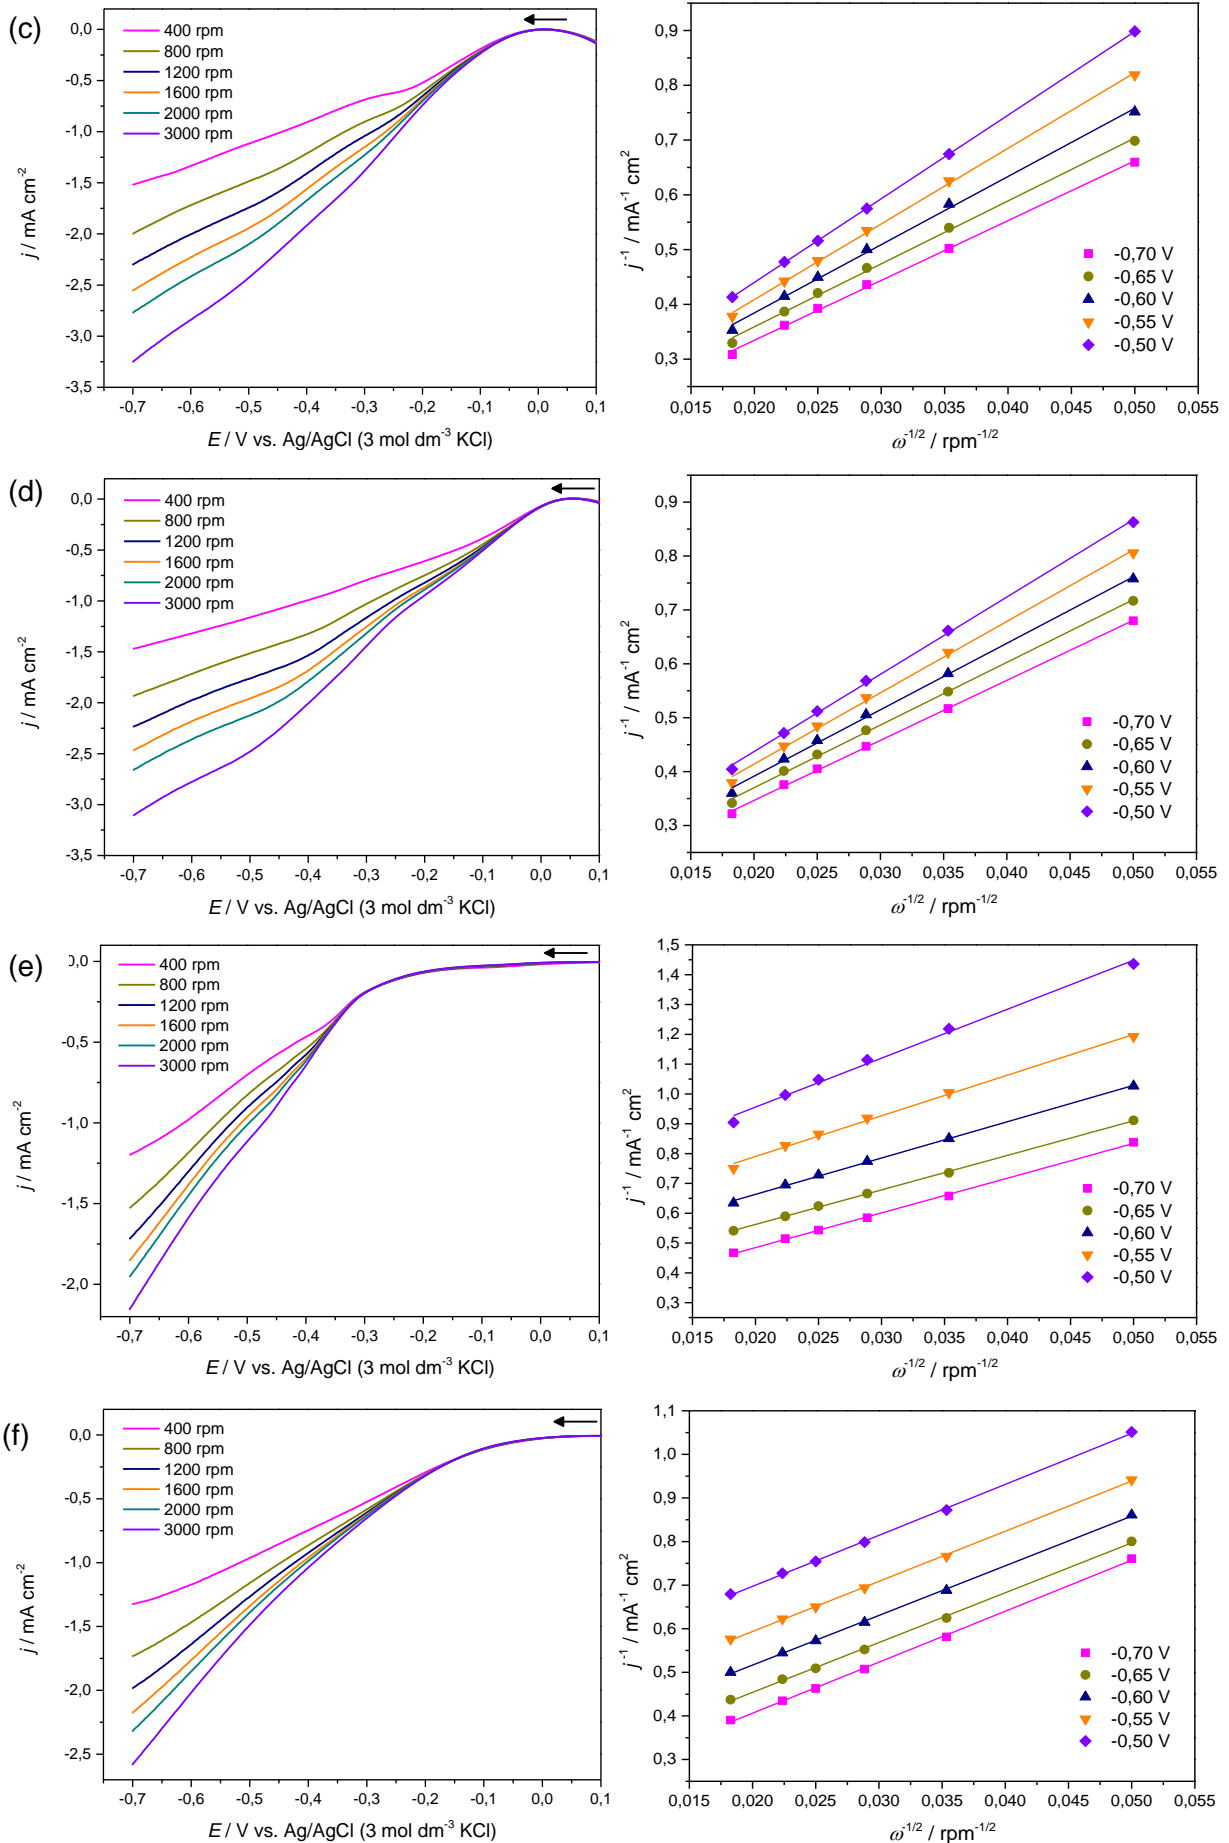 (c)
400 rpm
800 rpm
1200 rpm
1600 rpm
2000 rpm
3000 rpm
0,0
-0,5
-1,0
-1,5
-2,0
-2,5
-3,0
-3,5
j / mA cm-2
-0,7 -0,6 -0,5 -0,4 -0,3 -0,2 -0,1 0,0 0,1
E / V vs. Ag/AgCl (3 mol dm-3 KCl)
0,9
0,8
0,7
0,6
0,5
0,4
0,3
j-1 / mA-1 cm2
-0,70 V
-0,65 V
-0,60 V
-0,55 V
-0,50 V
0,015 0,020 0,025 0,030 0,035 0,040 0,045 0,050 0,055
ω-1/2 / rpm-1/2
(d)
400 rpm
800 rpm
1200 rpm
1600 rpm
2000 rpm
3000 rpm
0,0
-0,5
-1,0
-1,5
-2,0
-2,5
-3,0
-3,5
j / mA cm-2
-0,7 -0,6 -0,5 -0,4 -0,3 -0,2 -0,1 0,0 0,1
E / V vs. Ag/AgCl (3 mol dm-3 KCl)
0,9
0,8
0,7
0,6
0,5
0,4
0,3
j-1 / mA-1 cm2
-0,70 V
-0,65 V
-0,60 V
-0,55 V
-0,50 V
0,015 0,020 0,025 0,030 0,035 0,040 0,045 0,050 0,055
ω-1/2 / rpm-1/2
(e)
400 rpm
800 rpm
1200 rpm
1600 rpm
2000 rpm
3000 rpm
0,0
-0,5
-1,0
-1,5
-2,0
j / mA cm-2
-0,7 -0,6 -0,5 -0,4 -0,3 -0,2 -0,1 0,0 0,1
E / V vs. Ag/AgCl (3 mol dm-3 KCl)
1,5
1,4
1,3
1,2
1,1
1,0
0,9
0,8
0,7
0,6
0,5
0,4
0,3
j-1 / mA-1 cm2
-0,70 V
-0,65 V
-0,60 V
-0,55 V
-0,50 V
0,015 0,020 0,025 0,030 0,035 0,040 0,045 0,050 0,055
ω-1/2 / rpm-1/2
(f)
400 rpm
800 rpm
1200 rpm
1600 rpm
2000 rpm
3000 rpm
0,0
-0,5
-1,0
-1,5
-2,0
-2,5
j / mA cm-2
-0,7 -0,6 -0,5 -0,4 -0,3 -0,2 -0,1 0,0 0,1
E / V vs. Ag/AgCl (3 mol dm-3 KCl)
1,1
1,0
0,9
0,8
0,7
0,6
0,5
0,4
0,3
j-1 / mA-1 cm2
-0,70 V
-0,65 V
-0,60 V
-0,55 V
-0,50 V
0,015 0,020 0,025 0,030 0,035 0,040 0,045 0,050 0,055
ω-1/2 / rpm-1/2